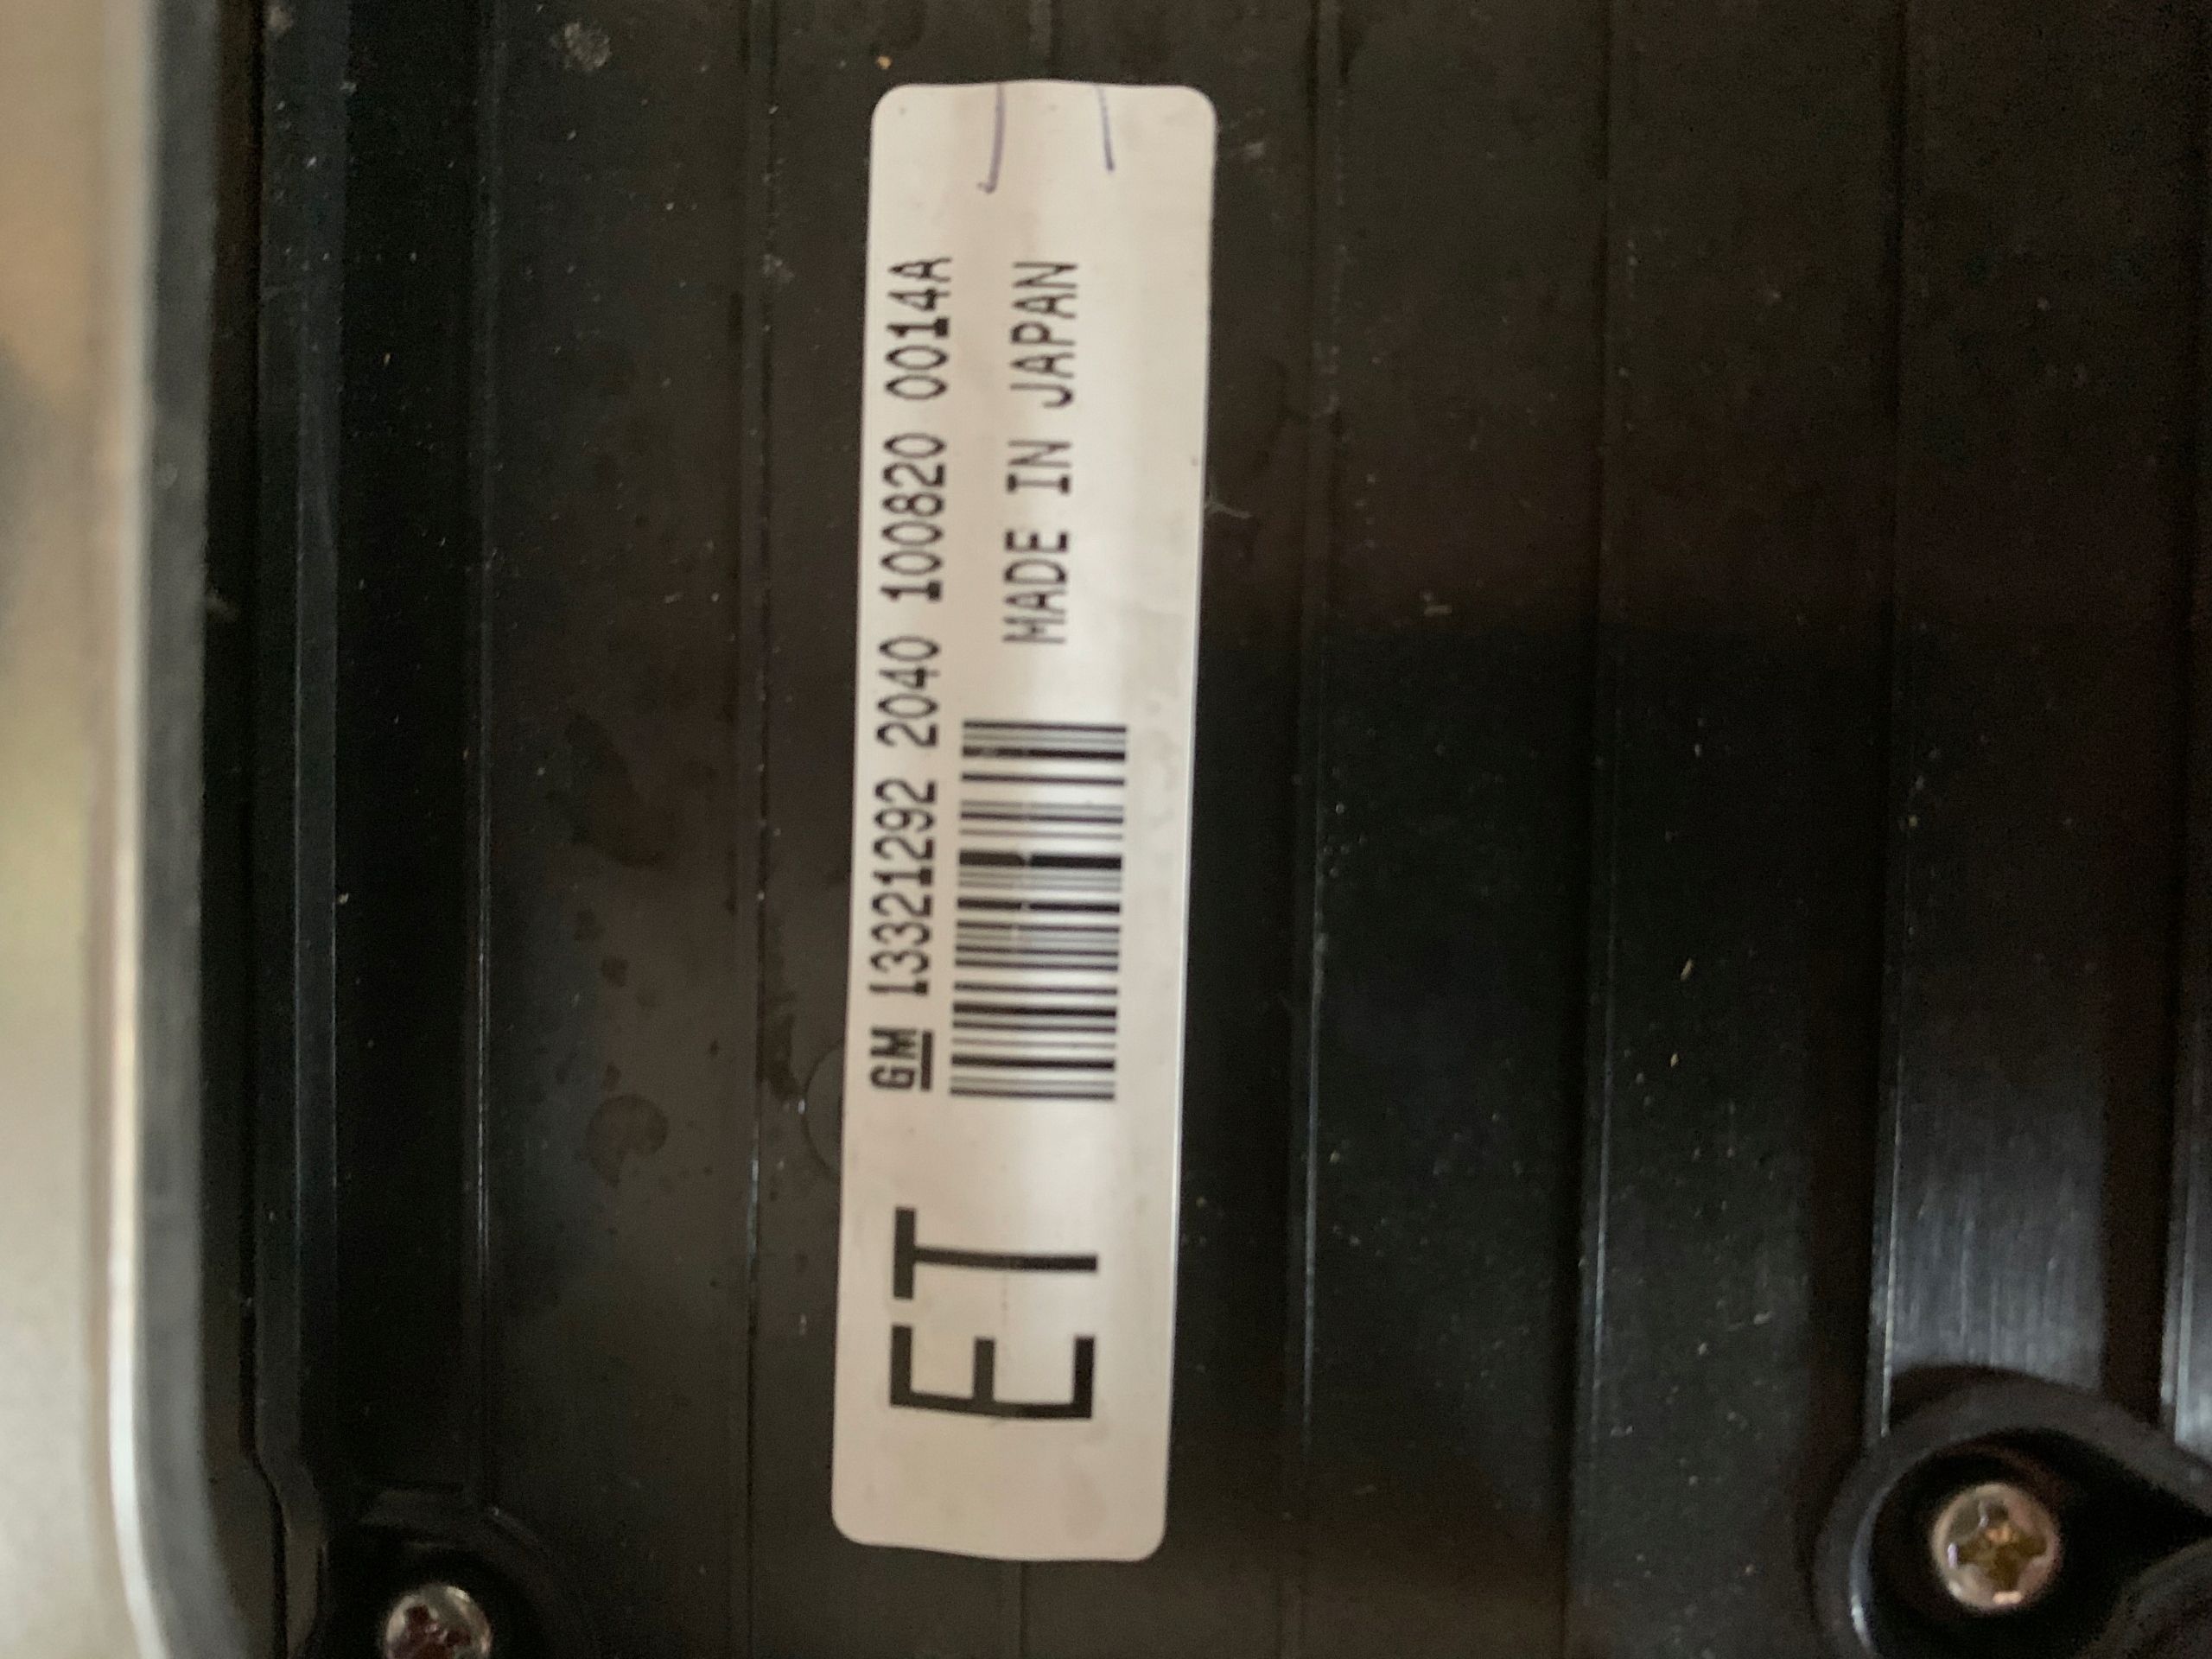 ET
GM 13321292 2040 100820 0014A
MADE IN JAPAN